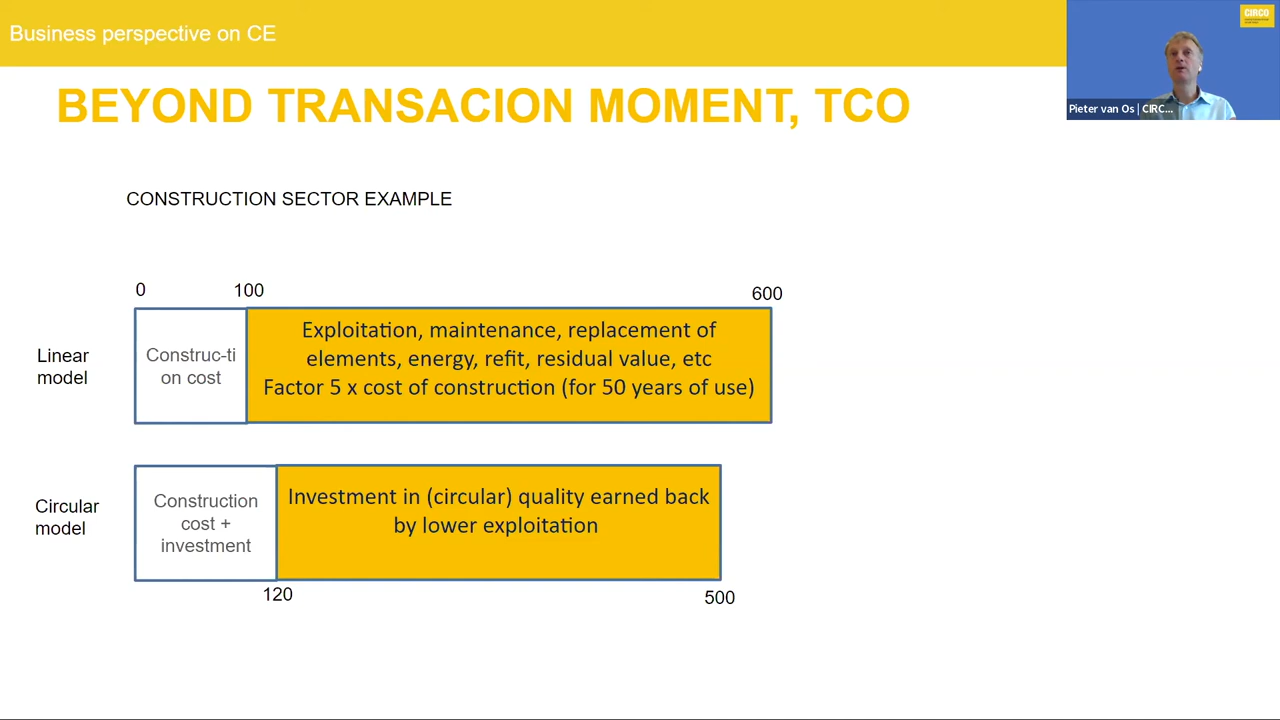 Business perspective on CE
CIRCO
BEYOND TRANSACION MOMENT, TCO
Pieter van Os | CIRC...
CONSTRUCTION SECTOR EXAMPLE
0
100
600
Linear
model
Construc-ti
on cost
Exploitation, maintenance, replacement of
elements, energy, refit, residual value, etc
Factor 5 x cost of construction (for 50 years of use)
Circular
model
Construction
cost +
investment
Investment in (circular) quality earned back
by lower exploitation
120
500